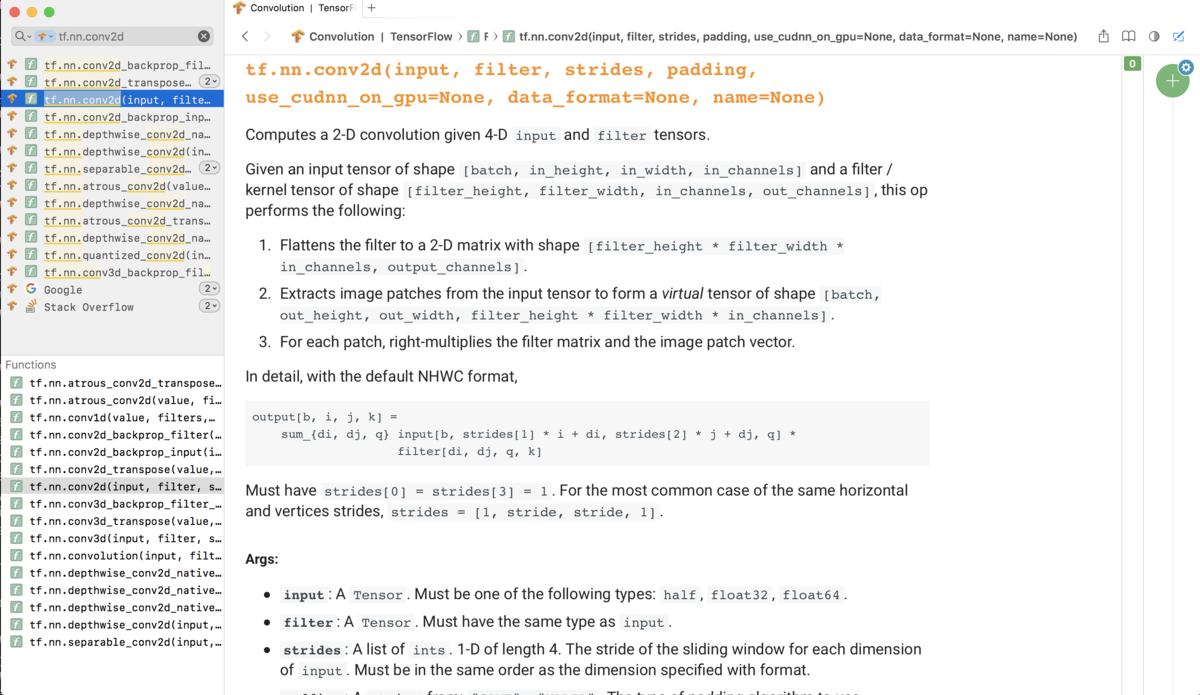 Convolution | TensorF
tf.nn.conv2d
Convolution | TensorFlow
F
tf.nn.conv2d(input, filter, strides, padding, use_cudnn_on_gpu=None, data_format=None, name=None)
tf.nn.conv2d_backprop_fil…
tf.nn.conv2d_transpose… 2
tf.nn.conv2d(input, filte…
tf.nn.conv2d_backprop_inp…
tf.nn.depthwise_conv2d_na…
tf.nn.depthwise_conv2d(in…
tf.nn.separable_conv2d… 2
tf.nn.atrous_conv2d(value…
tf.nn.depthwise_conv2d_na…
tf.nn.atrous_conv2d_trans…
tf.nn.depthwise_conv2d_na…
tf.nn.quantized_conv2d(in…
tf.nn.conv3d_backprop_fil…
Google 2
Stack Overflow 2
Functions
tf.nn.atrous_conv2d_transpose…
tf.nn.atrous_conv2d(value, fi…
tf.nn.conv1d(value, filters,…
tf.nn.conv2d_backprop_filter(…
tf.nn.conv2d_backprop_input(i…
tf.nn.conv2d_transpose(value,…
tf.nn.conv2d(input, filter, s…
tf.nn.conv3d_backprop_filter_…
tf.nn.conv3d_transpose(value,…
tf.nn.conv3d(input, filter, s…
tf.nn.convolution(input, filt…
tf.nn.depthwise_conv2d_native…
tf.nn.depthwise_conv2d_native…
tf.nn.depthwise_conv2d_native…
tf.nn.depthwise_conv2d(input,…
tf.nn.separable_conv2d(input,…
tf.nn.conv2d(input, filter, strides, padding,
use_cudnn_on_gpu=None, data_format=None, name=None)
Computes a 2-D convolution given 4-D input and filter tensors.
Given an input tensor of shape [batch, in_height, in_width, in_channels] and a filter /
kernel tensor of shape [filter_height, filter_width, in_channels, out_channels], this op
performs the following:
1. Flattens the filter to a 2-D matrix with shape [filter_height * filter_width *
in_channels, output_channels].
2. Extracts image patches from the input tensor to form a virtual tensor of shape [batch,
out_height, out_width, filter_height * filter_width * in_channels].
3. For each patch, right-multiplies the filter matrix and the image patch vector.
In detail, with the default NHWC format,
output[b, i, j, k] =
sum_{di, dj, q} input[b, strides[1] * i + di, strides[2] * j + dj, q] *
filter[di, dj, q, k]
Must have strides[0] = strides[3] = 1. For the most common case of the same horizontal
and vertices strides, strides = [1, stride, stride, 1].
Args:
input: A Tensor. Must be one of the following types: half, float32, float64.
filter: A Tensor. Must have the same type as input.
strides: A list of ints. 1-D of length 4. The stride of the sliding window for each dimension
of input. Must be in the same order as the dimension specified with format.
0